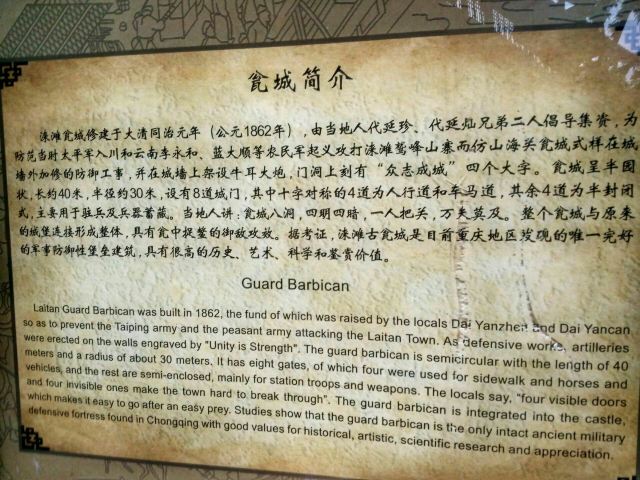 瓮城简介
涞滩瓮城修建于大清同治元年（公元1862年），由当地人代延珍、代延灿兄弟二人倡导集资，为
防范当时太平军入川和云南李永和、蓝大顺等农民军起义攻打涞滩鹫峰山寨而仿山海头瓮城式样在城
墙外加修的防御工事，并在城墙上架设牛耳大炮，门洞上刻有“众志成城”四个大字。瓮城呈半园
状，长约40米，半径约30米，设有8道城门，其中十字对称的4道为人行道和车马道，其余4道为半封闭
式，主要用于驻兵及兵器蓄藏。当地人讲：瓮城八洞，四明四暗，一人把关，万夫莫及。整个瓮城与原来
的城堡连接形成整体，具有瓮中捉鳖的御敌功效。据考证，涞滩古瓮城是目前重庆地区发现的唯一完好
的军事防御性堡垒建筑，具有很高的历史、艺术、科学和鉴赏价值。
Guard Barbican
Laitan Guard Barbican was built in 1862, the fund of which was raised by the locals Dai Yanzhen and Dai Yancan
so as to prevent the Taiping army and the peasant army attacking the Laitan Town. As defensive works, artilleries
were erected on the walls engraved by "Unity is Strength". The guard barbican is semicircular with the length of 40
meters and a radius of about 30 meters. It has eight gates, of which four were used for sidewalk and horses and
vehicles, and the rest are semi-enclosed, mainly for station troops and weapons. The locals say, "four visible doors
and four invisible ones make the town hard to break through". The guard barbican is integrated into the castle,
which makes it easy to go after an easy prey. Studies show that the guard barbican is the only intact ancient military
defensive fortress found in Chongqing with good values for historical, artistic, scientific research and appreciation.